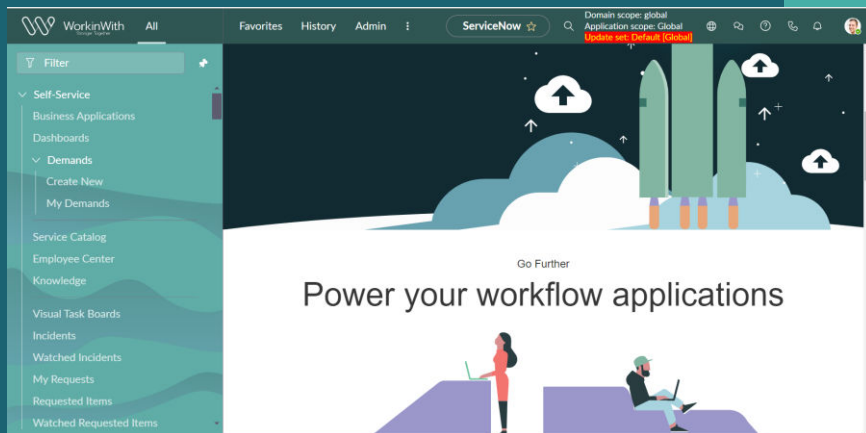 WorkinWith
Stronger Together
All
Favorites
History
Admin
ServiceNow
Domain scope: global
Application scope: Global
Update set: Default [Global]
Filter
Self-Service
Business Applications
Dashboards
Demands
Create New
My Demands
Service Catalog
Employee Center
Knowledge
Visual Task Boards
Incidents
Watched Incidents
My Requests
Requested Items
Watched Requested Items
Go Further
Power your workflow applications